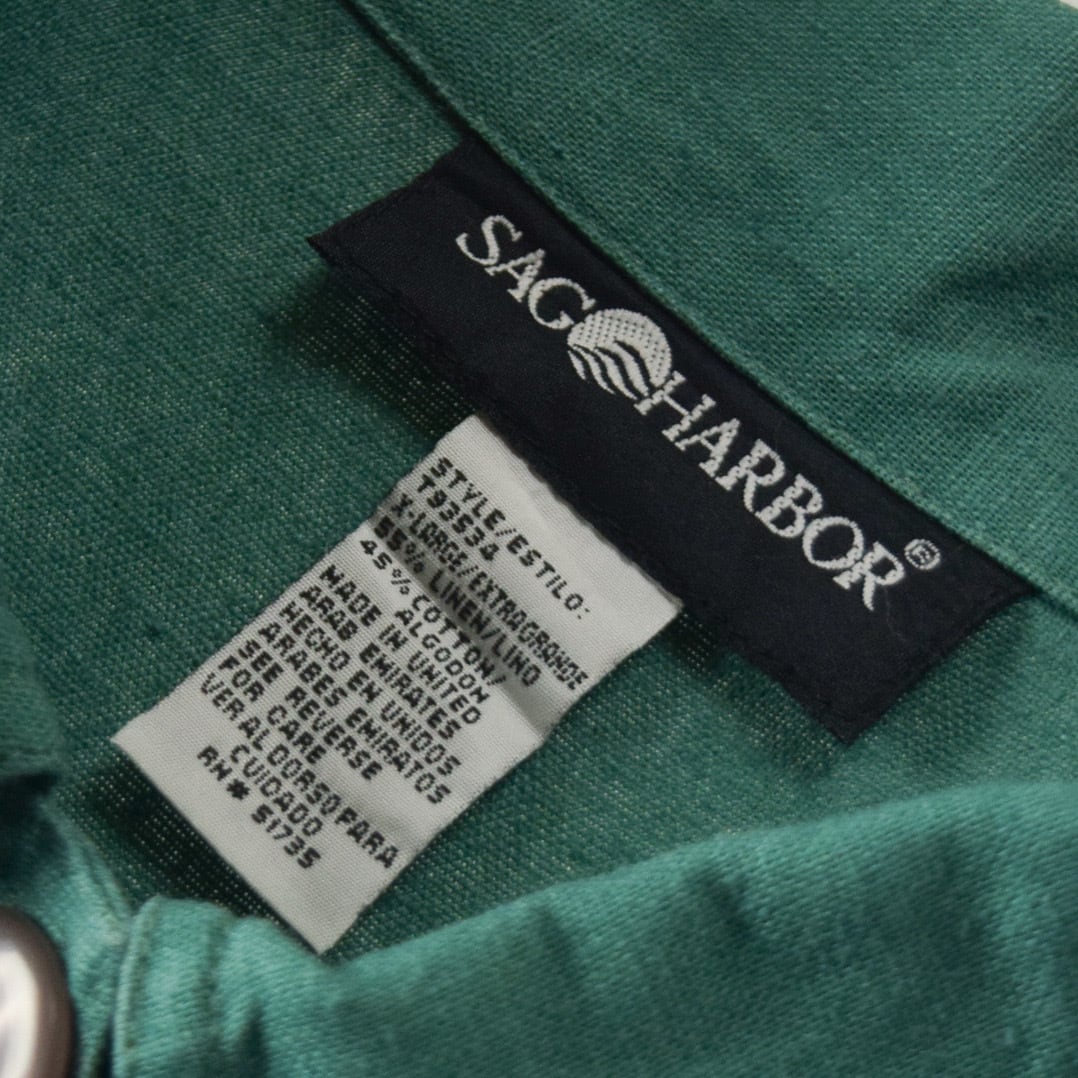 SAG HARBOR®
STYLE/ESTILO:
T93534
X-LARGE/EXTRAGRANDE
55% LINEN/LINO
45% COTTON/
ALGODOM
MADE IN UNITED
ARAB EMIRATES
HECHO EN UNIDOS
ARABES EMIRATOS
SEE REVERSE
FOR CARE
VER AL DORSO PARA
CUIDADO
RN* 51735